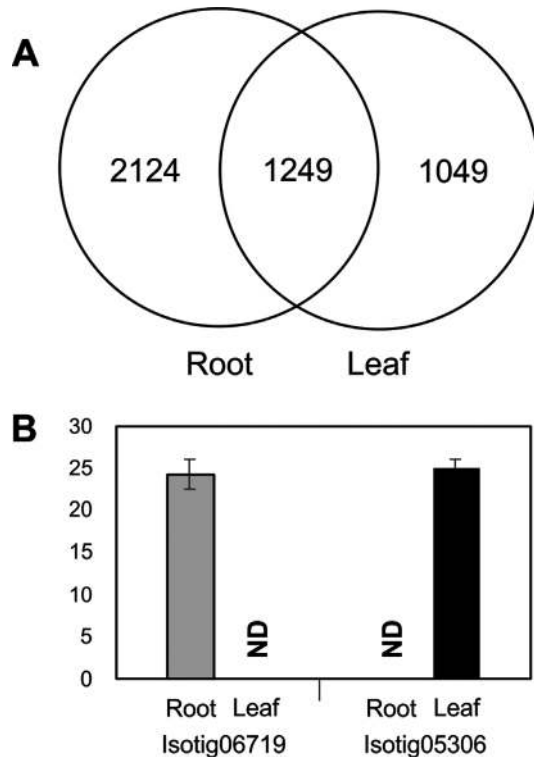 A
2124 1249 1049
Root Leaf
B
30
25
20
15
10
5
0
ND ND
Root Leaf Root Leaf
Isotig06719 Isotig05306